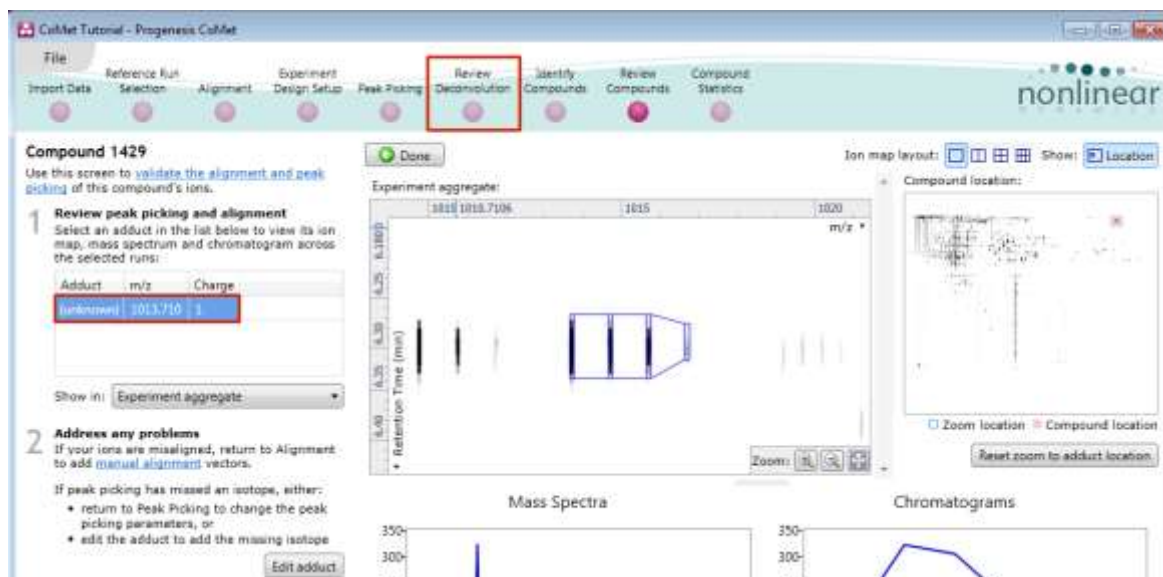 CoMet Tutorial - Progenesis CoMet
File
Import Data
Reference Run
Selection
Alignment
Experiment
Design Setup
Peak Picking
Review
Deconvolution
Identify
Compounds
Review
Compounds
Compound
Statistics
nonlinear
Compound 1429
Use this screen to validate the alignment and peak
picking of this compound's ions.
1 Review peak picking and alignment
Select an adduct in the list below to view its ion
map, mass spectrum and chromatogram across
the selected runs:
Adduct m/z Charge
(unknown) 1013.710 1
Show in: Experiment aggregate
2 Address any problems
If your ions are misaligned, return to Alignment
to add manual alignment vectors.
If peak picking has missed an isotope, either:
• return to Peak Picking to change the peak
picking parameters, or
• edit the adduct to add the missing isotope
Edit adduct
Done
Ion map layout: Show: Location
Experiment aggregate:
1015 1020
m/z
6.25
6.30
6.35
6.40
Retention Time (min)
Zoom:
Compound location:
Zoom location Compound location
Reset zoom to adduct location
Mass Spectra
350
300
Chromatograms
350
300